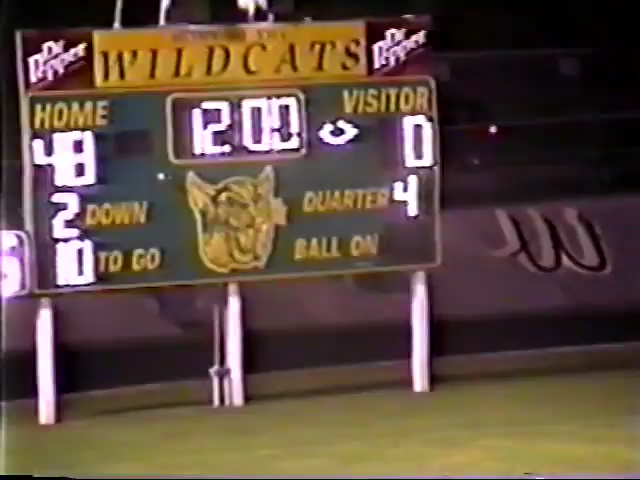 Dr Pepper WILDCATS Dr Pepper
HOME 12:00 VISITOR
48 0
2 DOWN QUARTER 4
10 TO GO BALL ON